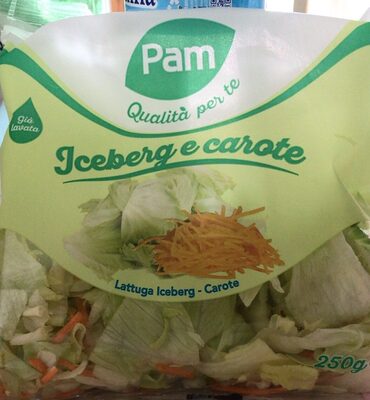 Pam
Qualità per te
già
lavata
Iceberg e carote
Lattuga Iceberg - Carote
250g